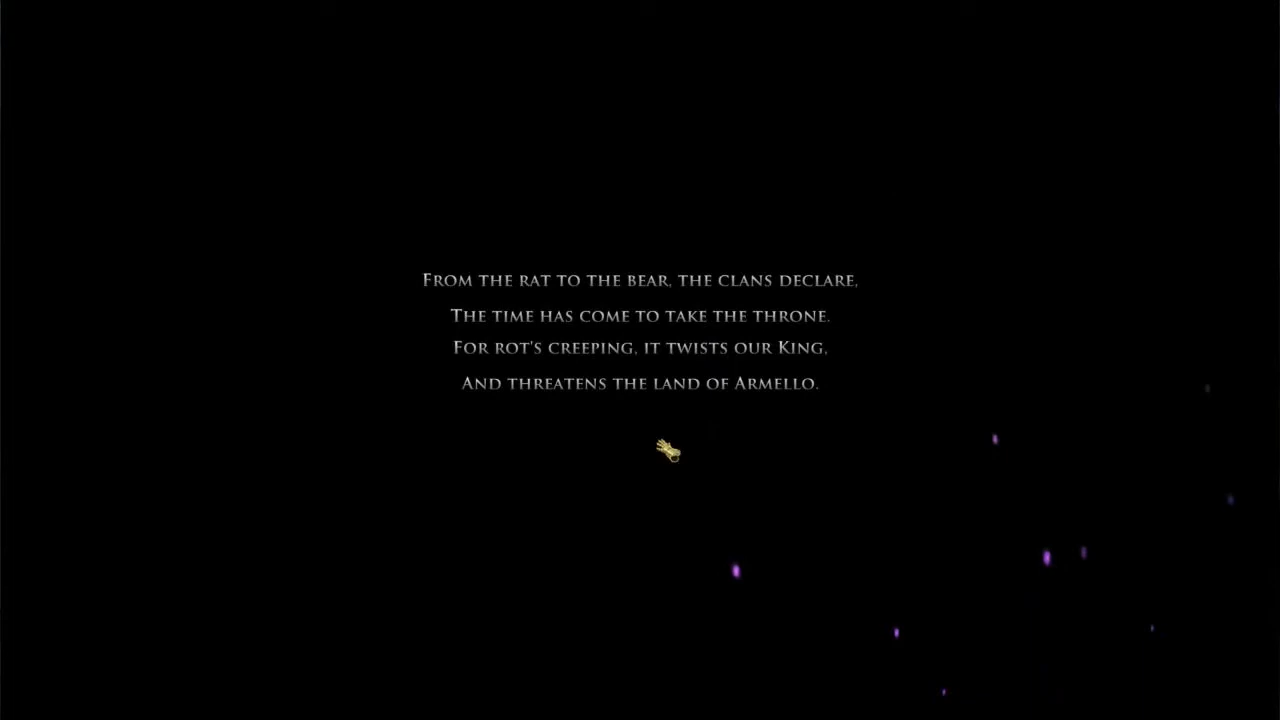 From the rat to the bear, the clans declare,
The time has come to take the throne.
For rot's creeping, it twists our King,
And threatens the land of Armello.